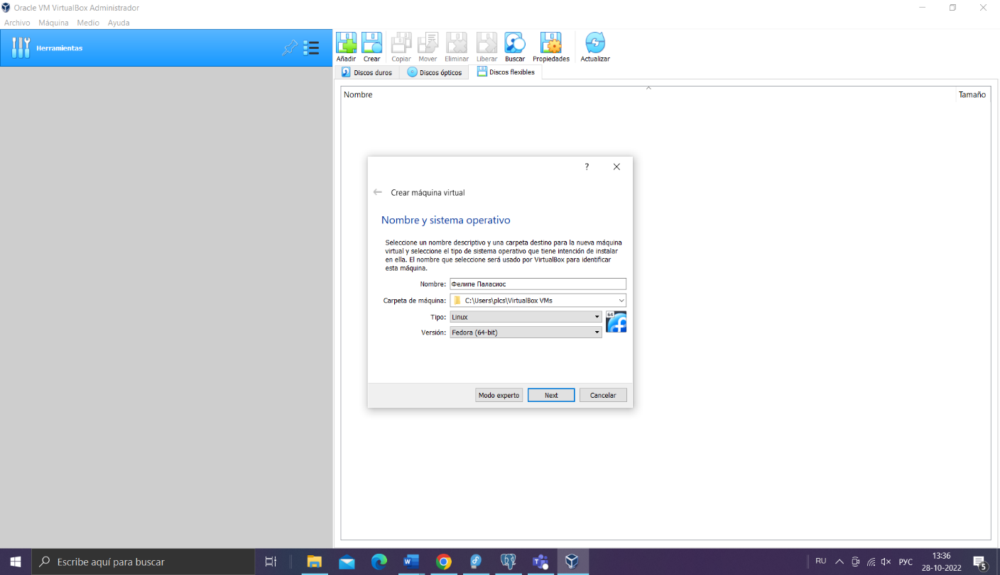 Oracle VM VirtualBox Administrador
Archivo Máquina Medio Ayuda
Herramientas
Añadir Crear Copiar Mover Eliminar Liberar Buscar Propiedades Actualizar
Discos duros Discos ópticos Discos flexibles
Nombre Tamaño
?
Crear máquina virtual
Nombre y sistema operativo
Seleccione un nombre descriptivo y una carpeta destino para la nueva máquina
virtual y seleccione el tipo de sistema operativo que tiene intención de instalar
en ella. El nombre que seleccione será usado por VirtualBox para identificar
esta máquina.
Nombre: Фелипе Паласиос
Carpeta de máquina: C:\Users\plcs\VirtualBox VMs
Tipo: Linux
64
Versión: Fedora (64-bit)
Modo experto Next Cancelar
Escribe aquí para buscar
RU РУС
13:36
28-10-2022
5